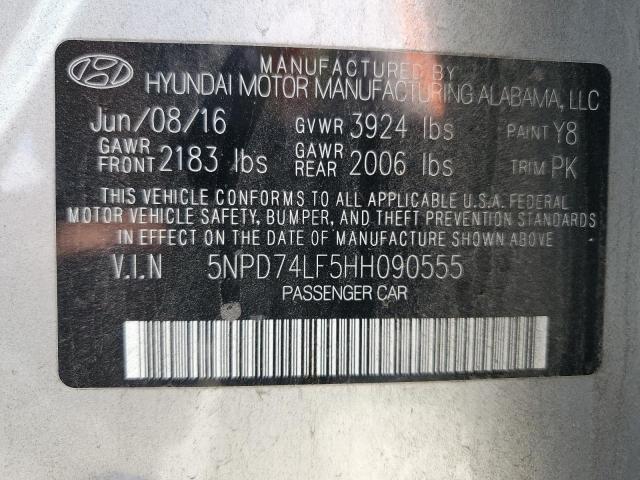 MANUFACTURED BY
HYUNDAI MOTOR MANUFACTURING ALABAMA, LLC
Jun/08/16 GVWR 3924 lbs PAINT Y8
GAWR FRONT 2183 lbs GAWR REAR 2006 lbs TRIM PK
THIS VEHICLE CONFORMS TO ALL APPLICABLE U.S.A. FEDERAL
MOTOR VEHICLE SAFETY, BUMPER, AND THEFT PREVENTION STANDARDS
IN EFFECT ON THE DATE OF MANUFACTURE SHOWN ABOVE
V.I.N 5NPD74LF5HH090555
PASSENGER CAR